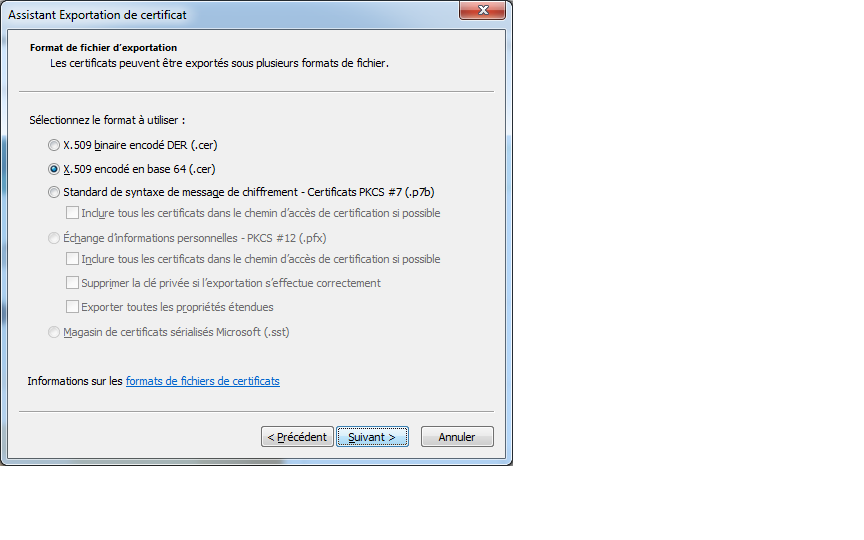 Assistant Exportation de certificat
Format de fichier d'exportation
Les certificats peuvent être exportés sous plusieurs formats de fichier.
Sélectionnez le format à utiliser :
X.509 binaire encodé DER (.cer)
X.509 encodé en base 64 (.cer)
Standard de syntaxe de message de chiffrement - Certificats PKCS #7 (.p7b)
Inclure tous les certificats dans le chemin d'accès de certification si possible
Échange d'informations personnelles - PKCS #12 (.pfx)
Inclure tous les certificats dans le chemin d'accès de certification si possible
Supprimer la clé privée si l'exportation s'effectue correctement
Exporter toutes les propriétés étendues
Magasin de certificats sérialisés Microsoft (.sst)
Informations sur les formats de fichiers de certificats
< Précédent Suivant > Annuler